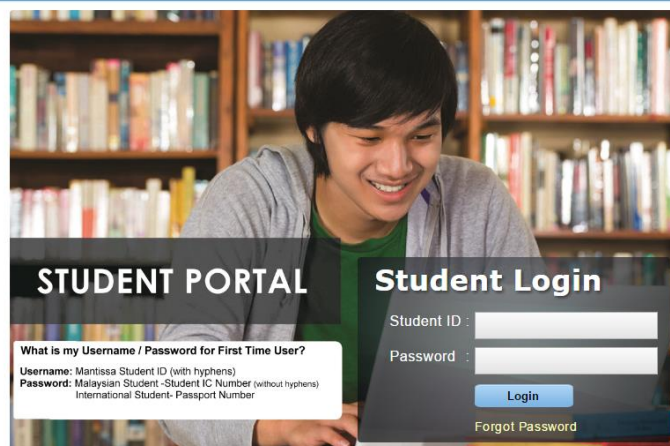 STUDENT PORTAL
What is my Username / Password for First Time User?
Username: Mantissa Student ID (with hyphens)
Password: Malaysian Student -Student IC Number (without hyphens)
International Student- Passport Number
Student Login
Student ID :
Password :
Login
Forgot Password